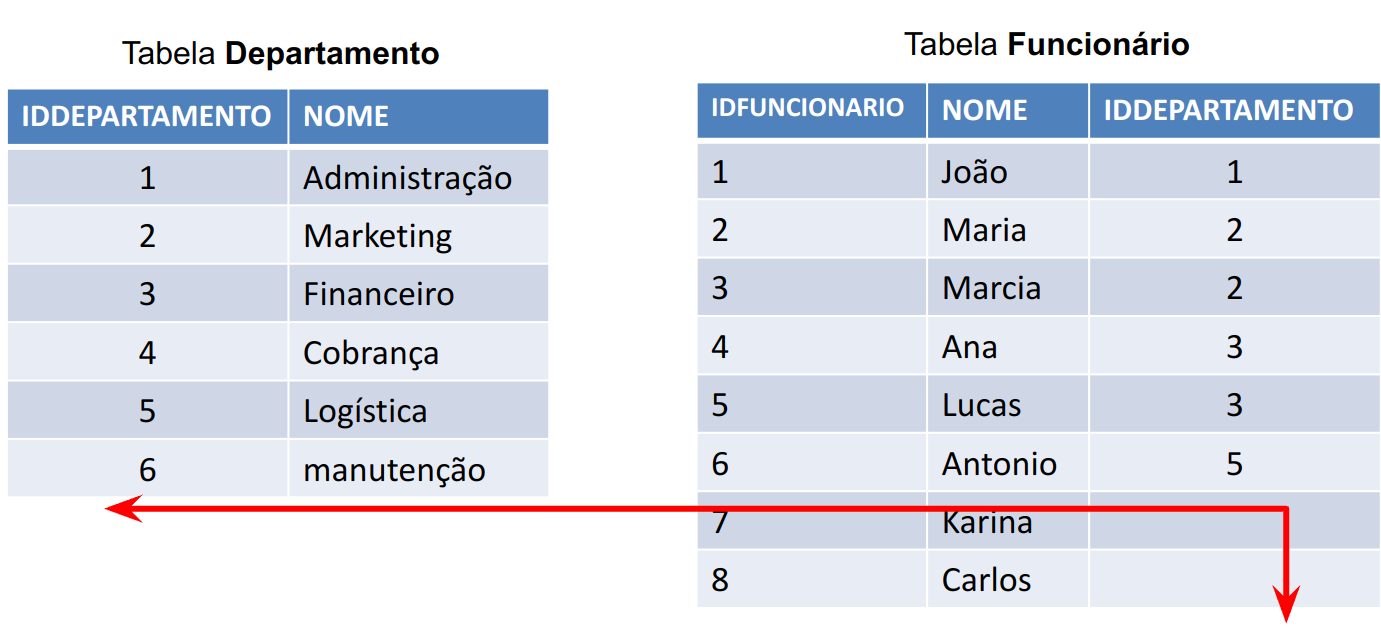 Tabela Departamento
IDDEPARTAMENTO NOME
1 Administração
2 Marketing
3 Financeiro
4 Cobrança
5 Logística
6 manutenção
Tabela Funcionário
IDFUNCIONARIO NOME IDDEPARTAMENTO
1 João 1
2 Maria 2
3 Marcia 2
4 Ana 3
5 Lucas 3
6 Antonio 5
7 Karina
8 Carlos